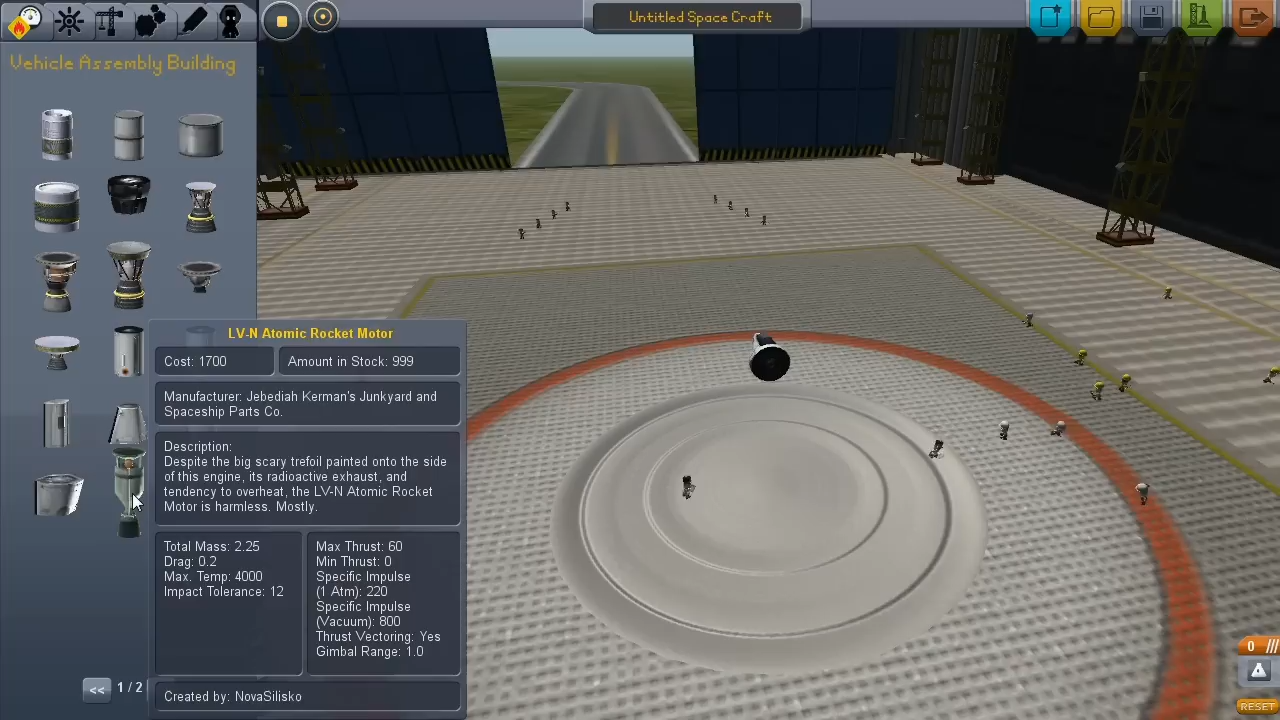 Untitled Space Craft
Vehicle Assembly Building
LV-N Atomic Rocket Motor
Cost: 1700
Amount in Stock: 999
Manufacturer: Jebediah Kerman's Junkyard and
Spaceship Parts Co.
Description:
Despite the big scary trefoil painted onto the side
of this engine, its radioactive exhaust, and
tendency to overheat, the LV-N Atomic Rocket
Motor is harmless. Mostly.
Total Mass: 2.25
Drag: 0.2
Max. Temp: 4000
Impact Tolerance: 12
Max Thrust: 60
Min Thrust: 0
Specific Impulse
(1 Atm): 220
Specific Impulse
(Vacuum): 800
Thrust Vectoring: Yes
Gimbal Range: 1.0
Created by: NovaSilisko
<< 1 / 2
0
RESET